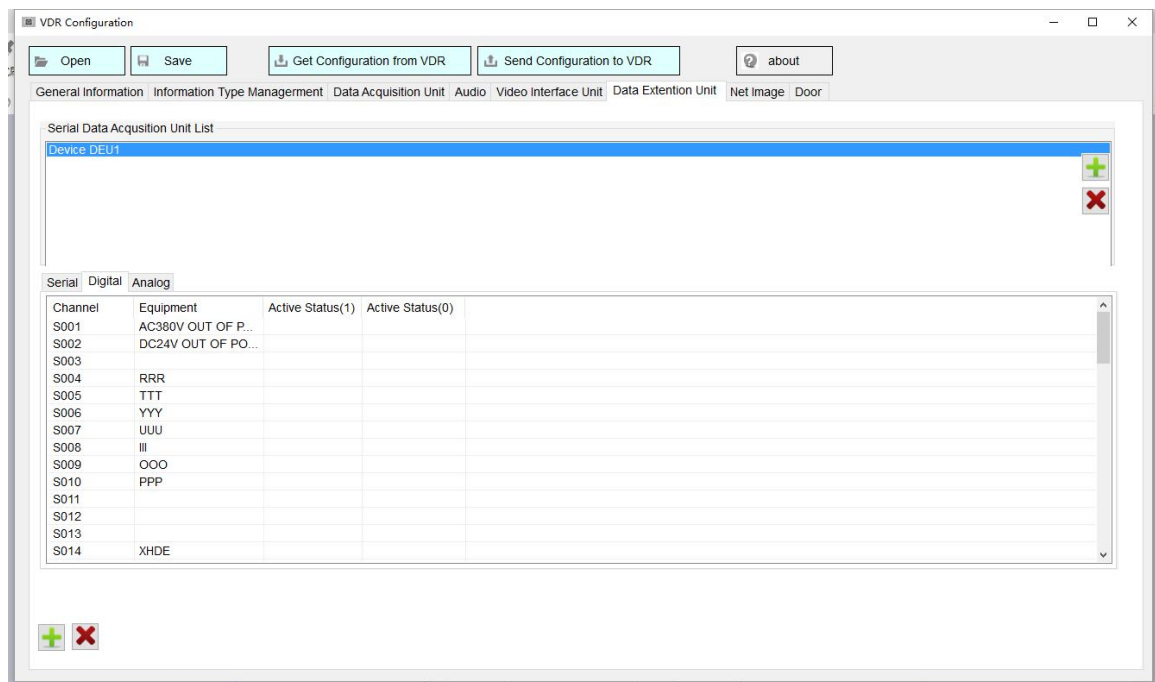 VDR Configuration
Open Save Get Configuration from VDR Send Configuration to VDR about
General Information Information Type Managerment Data Acquisition Unit Audio Video Interface Unit Data Extention Unit Net Image Door
Serial Data Acqusition Unit List
Device DEU1
Serial Digital Analog
Channel Equipment Active Status(1) Active Status(0)
S001 AC380V OUT OF P...
S002 DC24V OUT OF PO...
S003
S004 RRR
S005 TTT
S006 YYY
S007 UUU
S008 III
S009 OOO
S010 PPP
S011
S012
S013
S014 XHDE